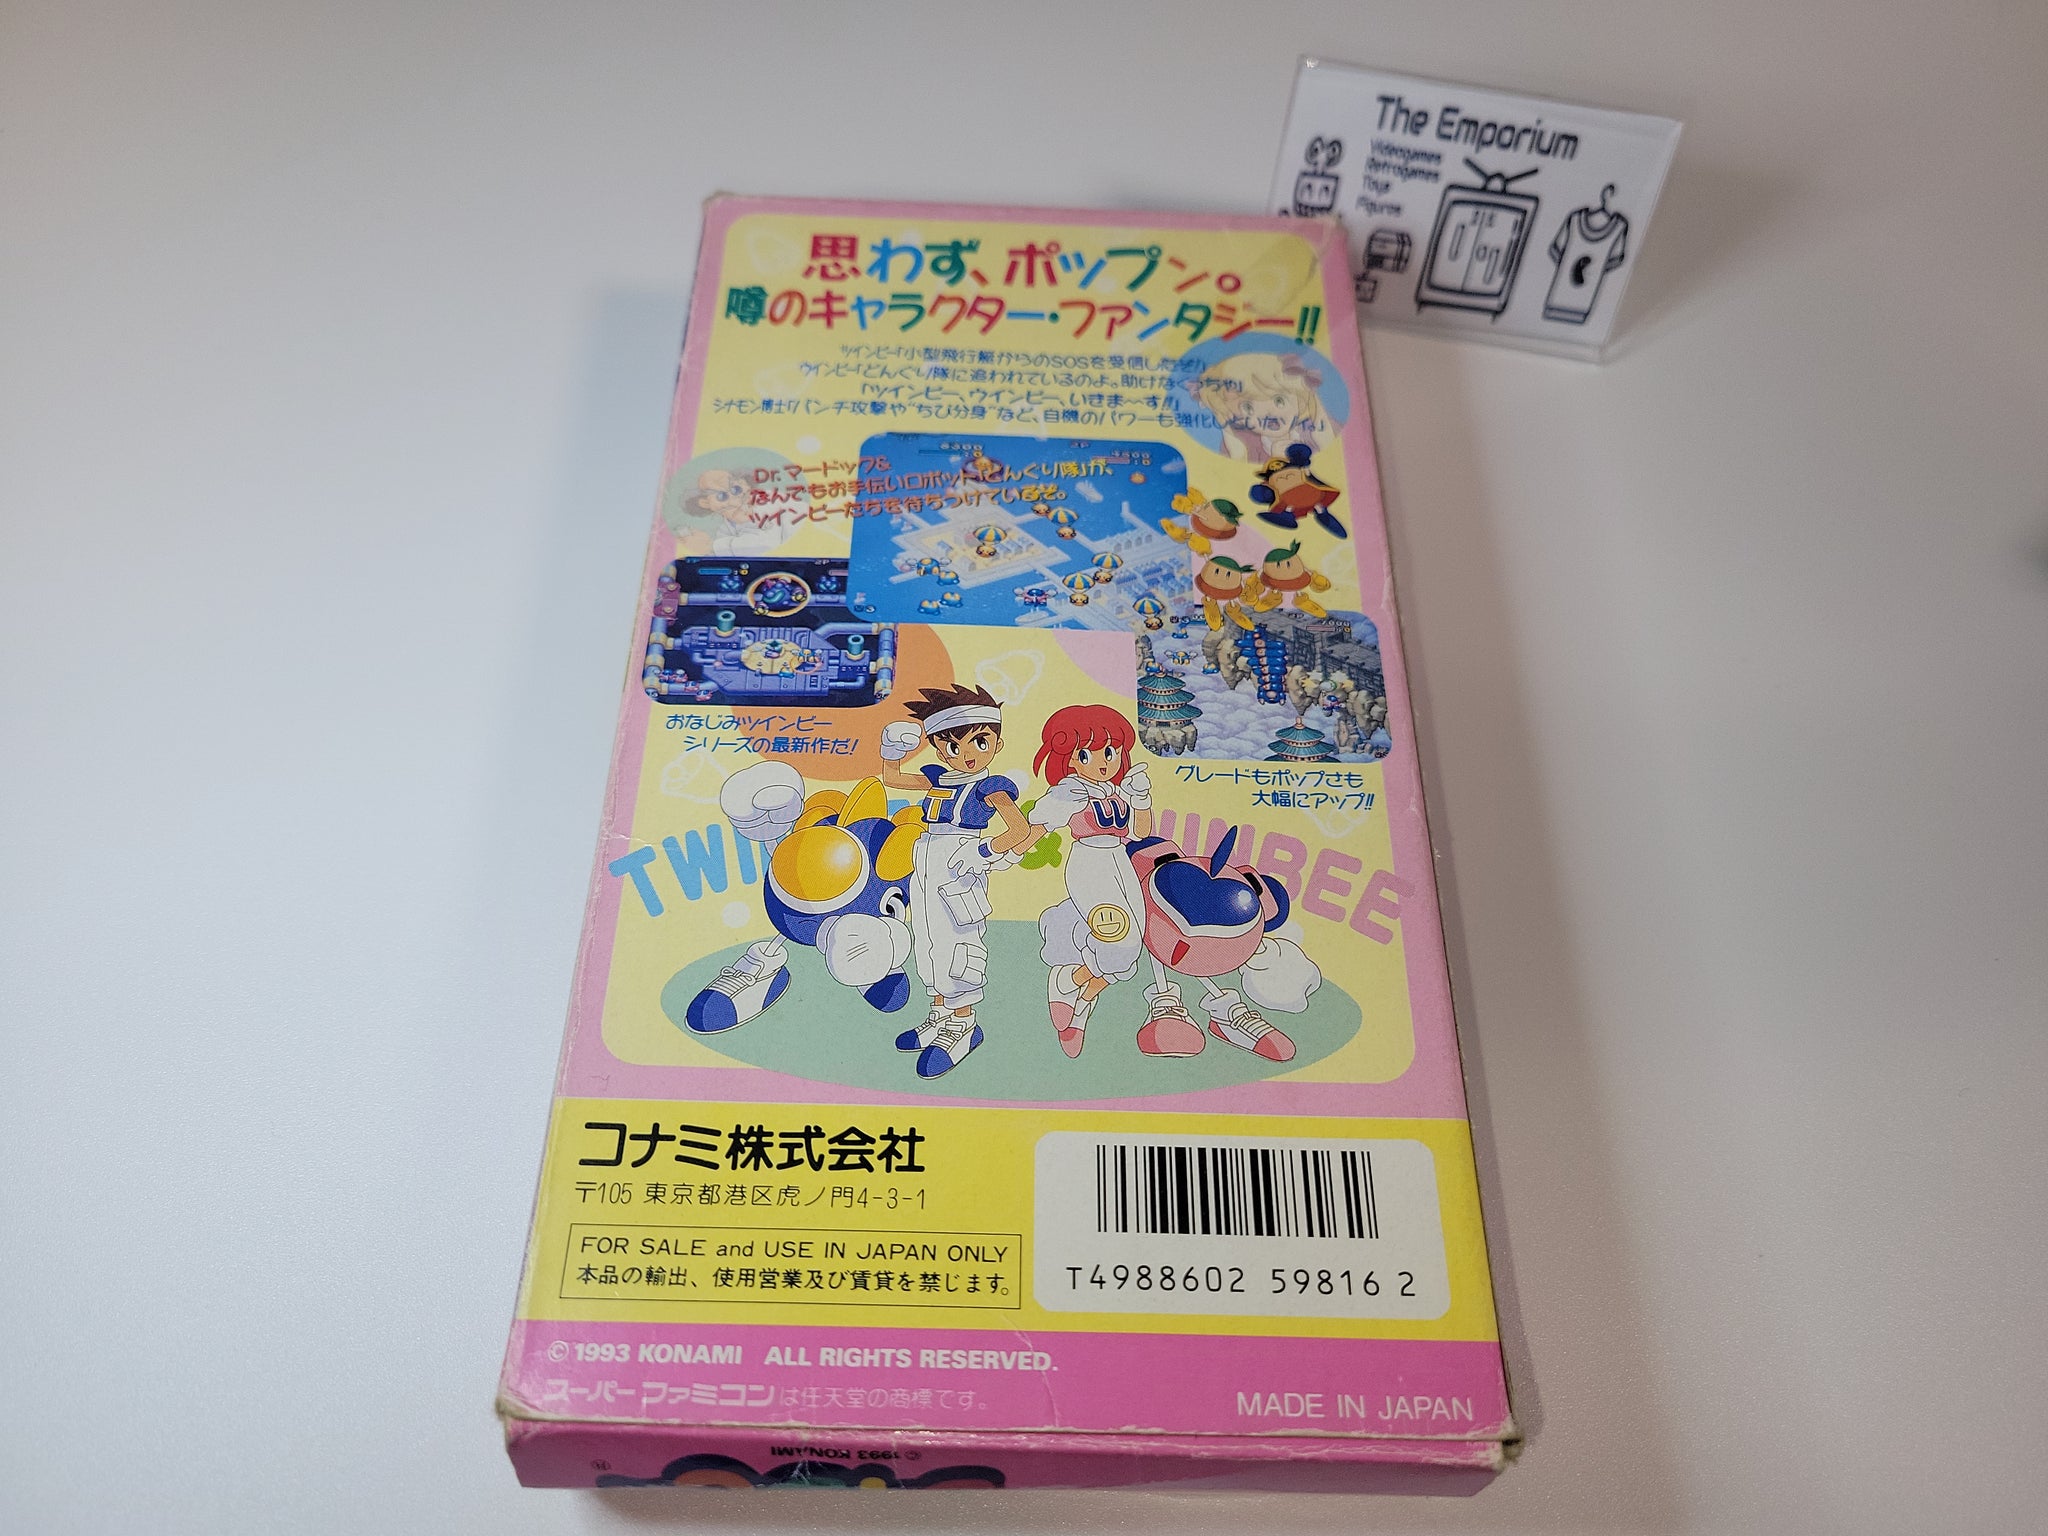 The Emporium
Videogames
Retrogames
Toys
Figures
思わず、ポップン。
噂のキャラクター・ファンタジー!!
ツインビー「小型飛行艇からのSOSを受信したぞ!」
ウインビー「どんぐり隊に追われているのよ。助けなくっちゃ」
「ツインビー、ウインビー、いきま〜す!!」
シナモン博士「パンチ攻撃や"ちび分身"など、自機のパワーも強化しといたゾイ。」
Dr.マードック&
なんでもお手伝いロボット「どんぐり隊」が、
ツインビーたちを待ちうけているぞ。
おなじみツインビー
シリーズの最新作だ!
グレードもポップさも
大幅にアップ!!
TWI & WINBEE
コナミ株式会社
〒105 東京都港区虎ノ門4-3-1
FOR SALE and USE IN JAPAN ONLY
本品の輸出、使用営業及び賃貸を禁じます。
T4988602 59816 2
©1993 KONAMI ALL RIGHTS RESERVED.
スーパーファミコンは任天堂の商標です。
MADE IN JAPAN
©1993 KONAMI